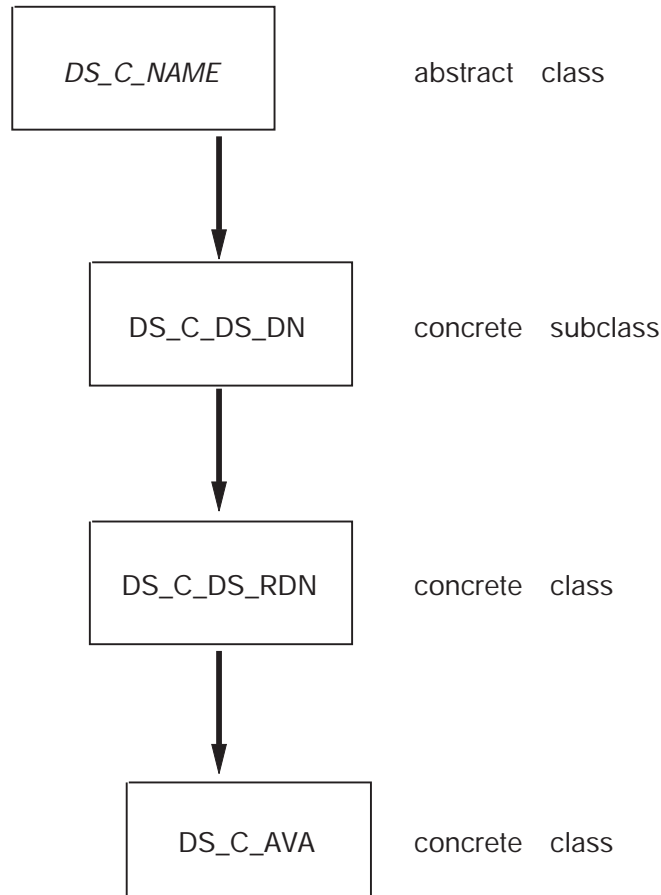 DS_C_NAME abstract class
DS_C_DS_DN concrete subclass
DS_C_DS_RDN concrete class
DS_C_AVA concrete class